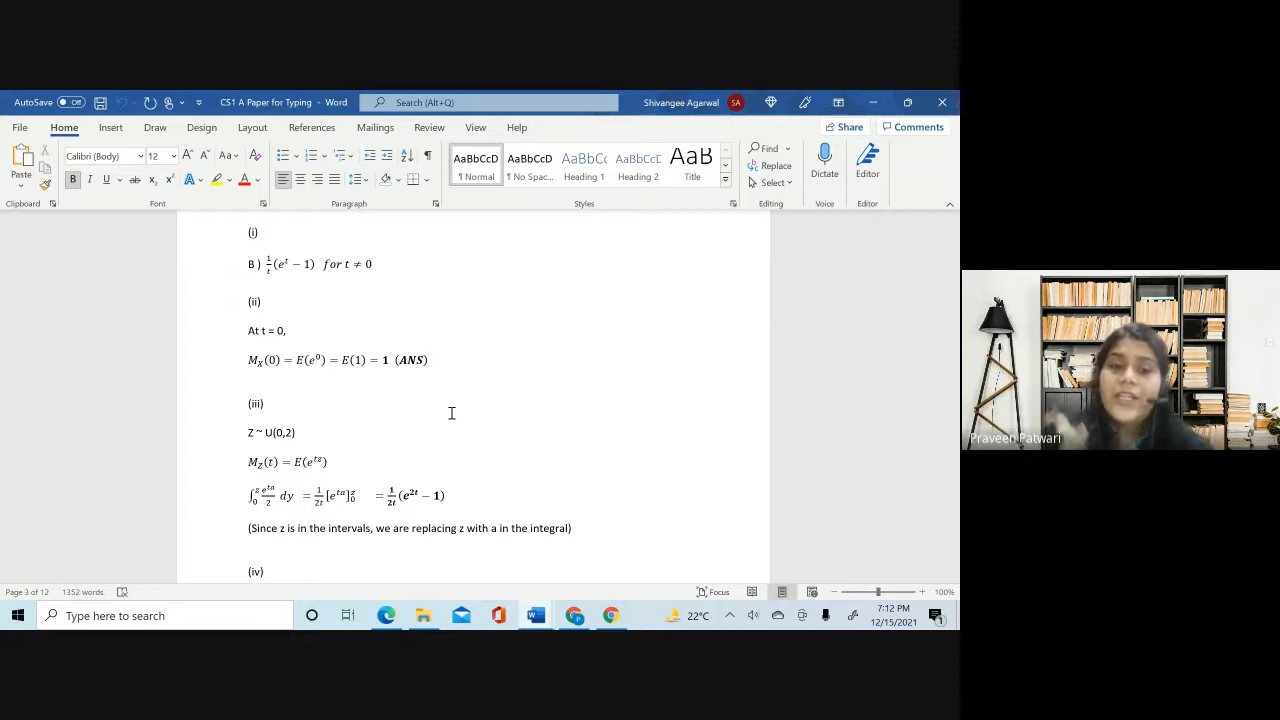 AutoSave Off CS1 A Paper for Typing - Word Search (Alt+Q) Shivangee Agarwal SA
File Home Insert Draw Design Layout References Mailings Review View Help Share Comments
Paste Calibri (Body) 12 AaBbCcD AaBbCcD AaBbCc AaBbCcD AaB Find Replace Select Dictate Editor
¶ Normal ¶ No Spac... Heading 1 Heading 2 Title
Clipboard Font Paragraph Styles Editing Voice Editor
(i)
B ) 1/t (e^t − 1) for t ≠ 0
(ii)
At t = 0,
M_X(0) = E(e^0) = E(1) = 1 (ANS)
(iii)
Z ~ U(0,2)
M_Z(t) = E(e^tz)
∫_0^z e^ta/2 dy = 1/2t [e^ta]_0^z = 1/2t (e^2t − 1)
(Since z is in the intervals, we are replacing z with a in the integral)
(iv)
Praveen Patwari
Page 3 of 12 1352 words 100%
Type here to search 22°C 7:12 PM
12/15/2021